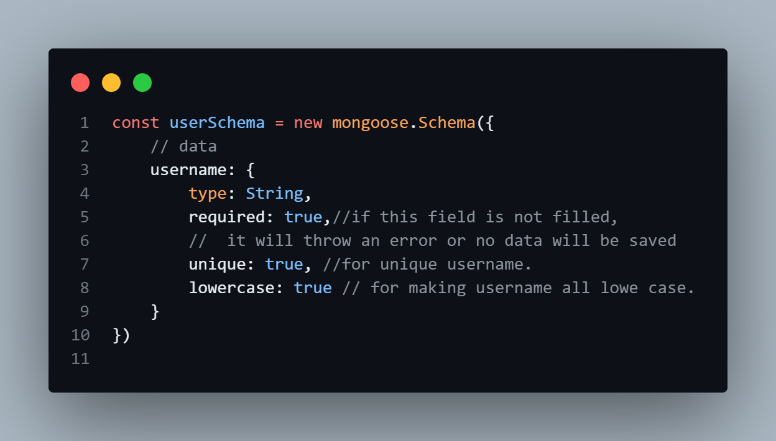 1 const userSchema = new mongoose.Schema({
2     // data
3     username: {
4         type: String,
5         required: true,//if this field is not filled,
6         //  it will throw an error or no data will be saved
7         unique: true, //for unique username.
8         lowercase: true // for making username all lowe case.
9     }
10 })
11